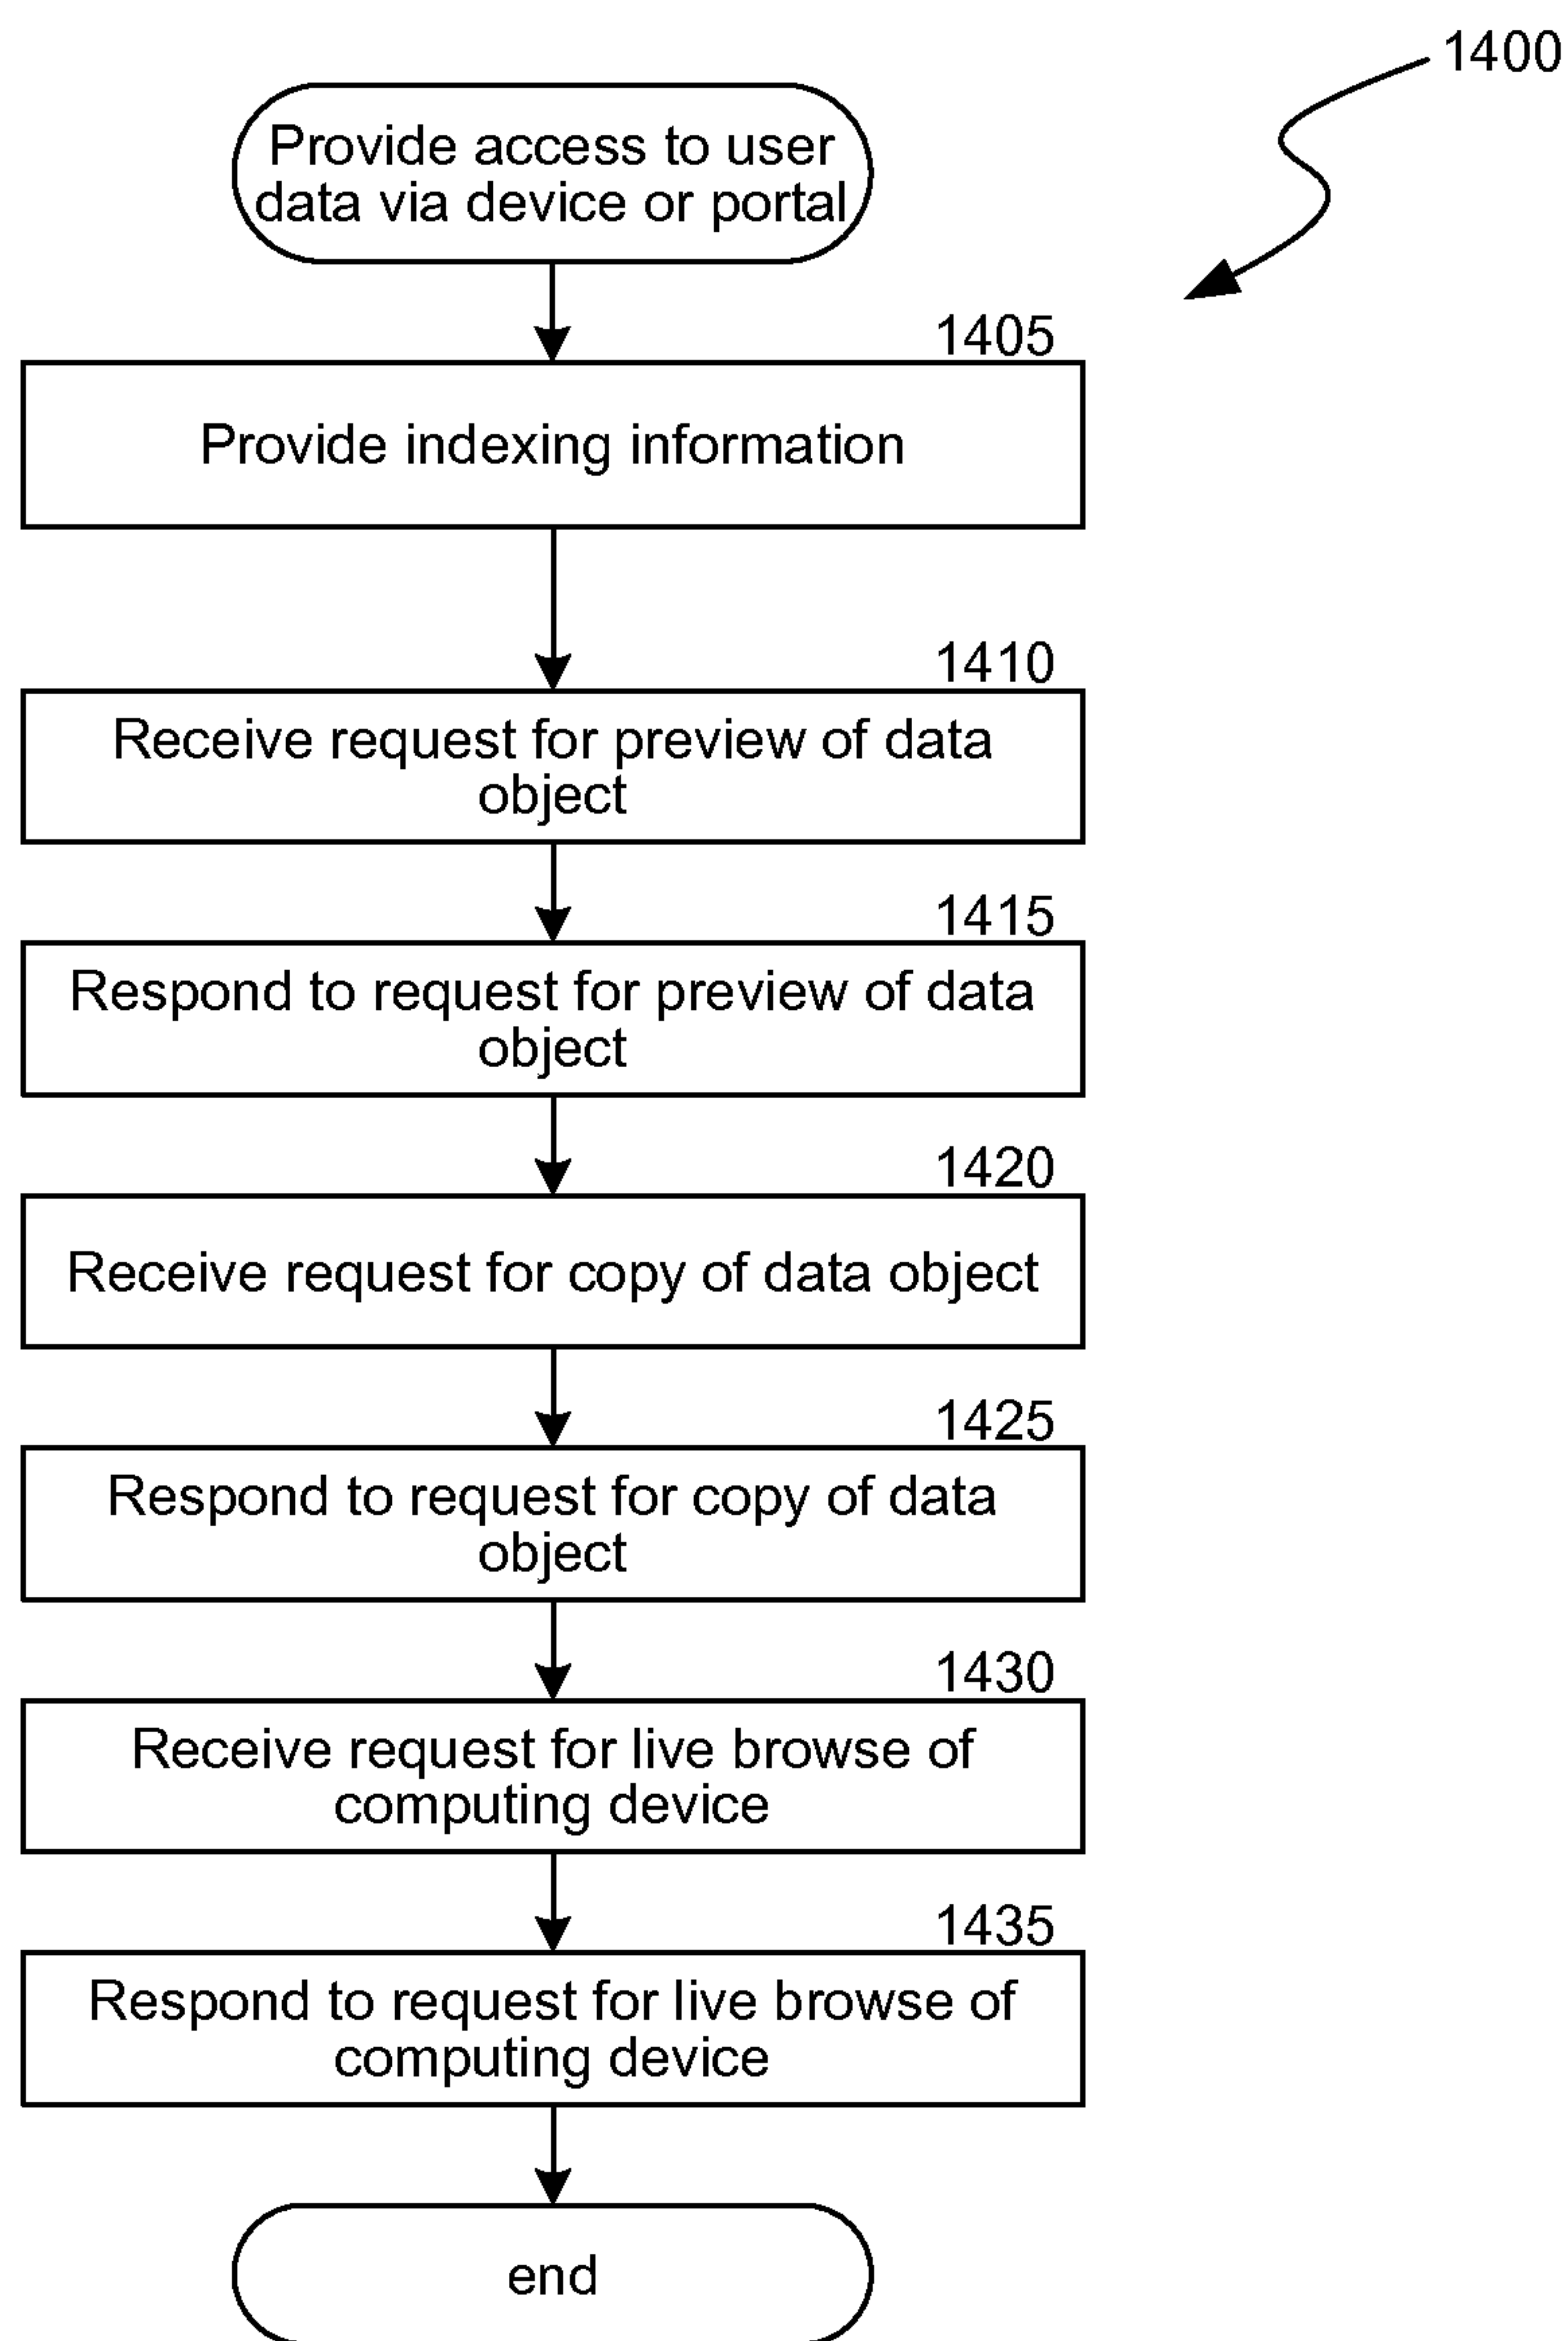 1400
Provide access to user
data via device or portal
1405
Provide indexing information
1410
Receive request for preview of data
object
1415
Respond to request for preview of data
object
1420
Receive request for copy of data object
1425
Respond to request for copy of data
object
1430
Receive request for live browse of
computing device
1435
Respond to request for live browse of
computing device
end